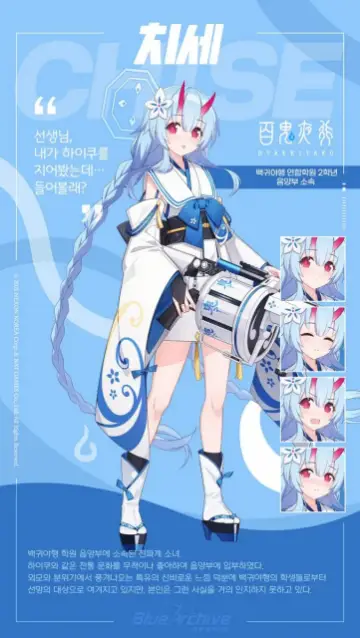 치세
CHISE
“
선생님,
내가 하이쿠를
지어봤는데…
들어볼래?
”
百鬼夜行
HYAKKIYAKO
백귀야행 연합학원 2학년
음양부 소속
백귀야행 학원 음양부에 소속된 전파계 소녀.
하이쿠와 같은 전통 문화를 무척이나 좋아하여 음양부에 입부하였다.
외모와 분위기에서 풍겨나오는 특유의 신비로운 느낌 덕분에 백귀야행의 학생들로부터
선망의 대상으로 여겨지고 있지만, 본인은 그런 사실을 거의 인지하지 못하고 있다.
Blue Archive